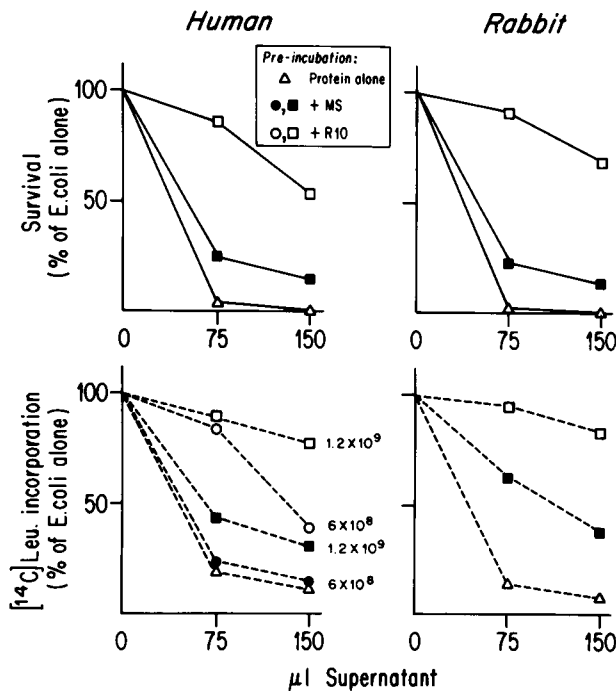 Human
Rabbit
Pre-incubation:
Protein alone
, + MS
, + R10
Survival
(% of E.coli alone)
100
50
0 75 150
0 75 150
[14C]Leu. incorporation
(% of E.coli alone)
100
50
1.2 X 10⁹
6 X 10⁸
1.2 X 10⁹
6 X 10⁸
0 75 150
0 75 150
μl Supernatant